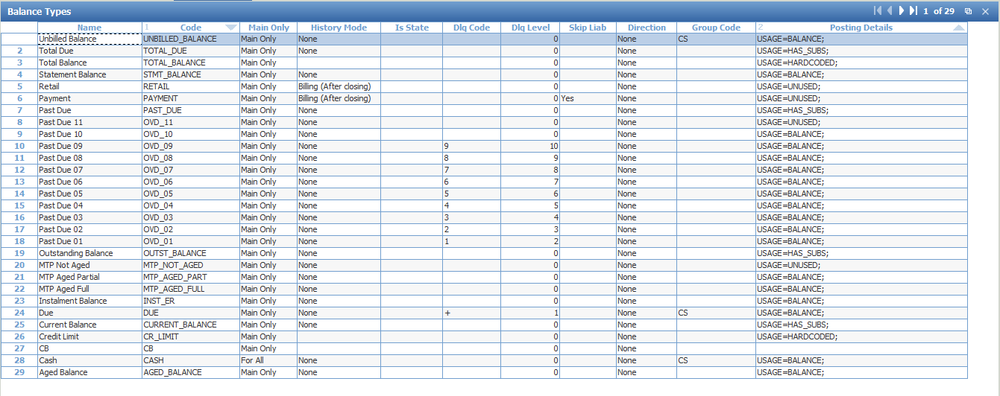 Balance Types 1 of 29
Name 1 Code Main Only History Mode Is State Dlq Code Dlq Level Skip Liab Direction Group Code 2 Posting Details
Unbilled Balance UNBILLED_BALANCE Main Only None 0 None CS USAGE=BALANCE;
2 Total Due TOTAL_DUE Main Only None 0 None USAGE=HAS_SUBS;
3 Total Balance TOTAL_BALANCE Main Only 0 None USAGE=HARDCODED;
4 Statement Balance STMT_BALANCE Main Only None 0 None USAGE=BALANCE;
5 Retail RETAIL Main Only Billing (After closing) 0 None USAGE=UNUSED;
6 Payment PAYMENT Main Only Billing (After closing) 0 Yes None USAGE=UNUSED;
7 Past Due PAST_DUE Main Only None 0 None USAGE=HAS_SUBS;
8 Past Due 11 OVD_11 Main Only None 0 None USAGE=UNUSED;
9 Past Due 10 OVD_10 Main Only None 0 None USAGE=BALANCE;
10 Past Due 09 OVD_09 Main Only None 9 10 None USAGE=BALANCE;
11 Past Due 08 OVD_08 Main Only None 8 9 None USAGE=BALANCE;
12 Past Due 07 OVD_07 Main Only None 7 8 None USAGE=BALANCE;
13 Past Due 06 OVD_06 Main Only None 6 7 None USAGE=BALANCE;
14 Past Due 05 OVD_05 Main Only None 5 6 None USAGE=BALANCE;
15 Past Due 04 OVD_04 Main Only None 4 5 None USAGE=BALANCE;
16 Past Due 03 OVD_03 Main Only None 3 4 None USAGE=BALANCE;
17 Past Due 02 OVD_02 Main Only None 2 3 None USAGE=BALANCE;
18 Past Due 01 OVD_01 Main Only None 1 2 None USAGE=BALANCE;
19 Outstanding Balance OUTST_BALANCE Main Only None 0 None USAGE=HAS_SUBS;
20 MTP Not Aged MTP_NOT_AGED Main Only None 0 None USAGE=UNUSED;
21 MTP Aged Partial MTP_AGED_PART Main Only None 0 None USAGE=BALANCE;
22 MTP Aged Full MTP_AGED_FULL Main Only None 0 None USAGE=BALANCE;
23 Instalment Balance INST_ER Main Only None 0 None USAGE=BALANCE;
24 Due DUE Main Only None + 1 None CS USAGE=BALANCE;
25 Current Balance CURRENT_BALANCE Main Only None 0 None USAGE=HAS_SUBS;
26 Credit Limit CR_LIMIT Main Only 0 None USAGE=HARDCODED;
27 CB CB Main Only 0 None
28 Cash CASH For All None 0 None CS USAGE=BALANCE;
29 Aged Balance AGED_BALANCE Main Only None 0 None USAGE=BALANCE;